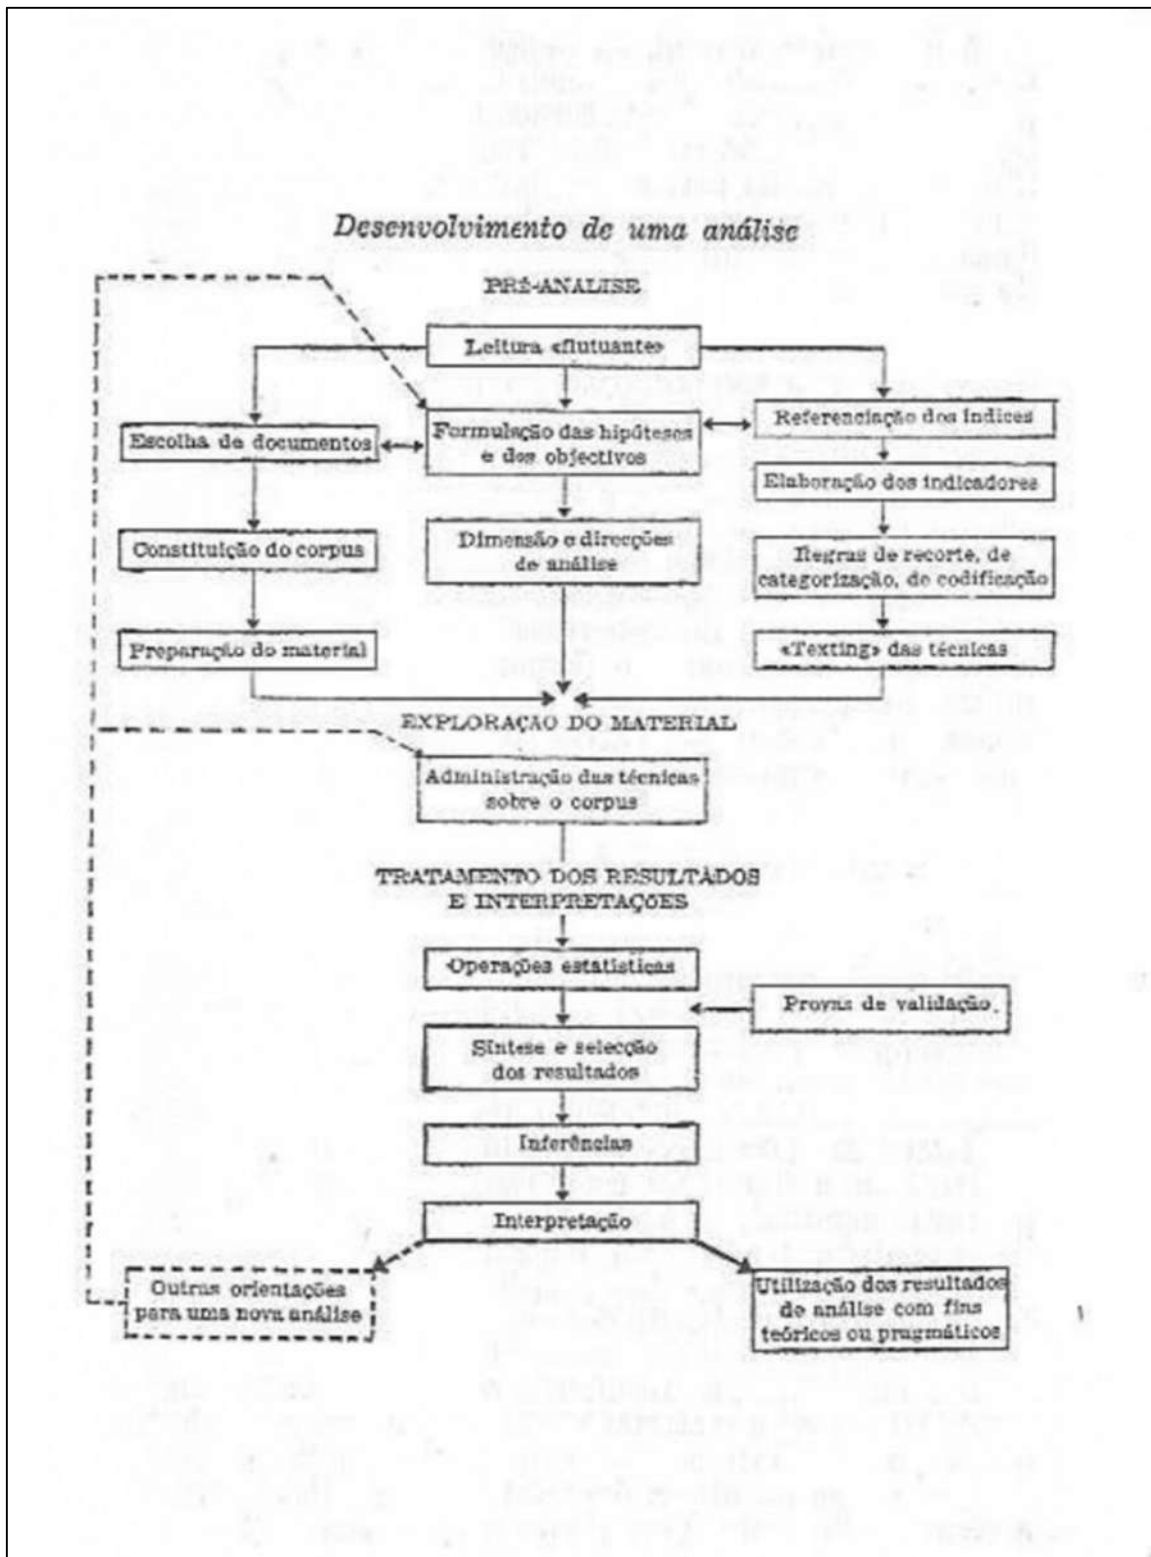 Desenvolvimento de uma análise
PRÉ-ANALISE
Leitura «flutuante»
Escolha de documentos
Formulação das hipóteses
e dos objectivos
Referenciação dos índices
Elaboração dos indicadores
Constituição do corpus
Dimensão e direcções
de análise
Regras de recorte, de
categorização, de codificação
Preparação do material
«Texting» das técnicas
EXPLORAÇÃO DO MATERIAL
Administração das técnicas
sobre o corpus
TRATAMENTO DOS RESULTADOS
E INTERPRETAÇÕES
Operações estatísticas
Provas de validação.
Síntese e selecção
dos resultados
Inferências
Interpretação
Outras orientações
para uma nova análise
Utilização dos resultados
de análise com fins
teóricos ou pragmáticos